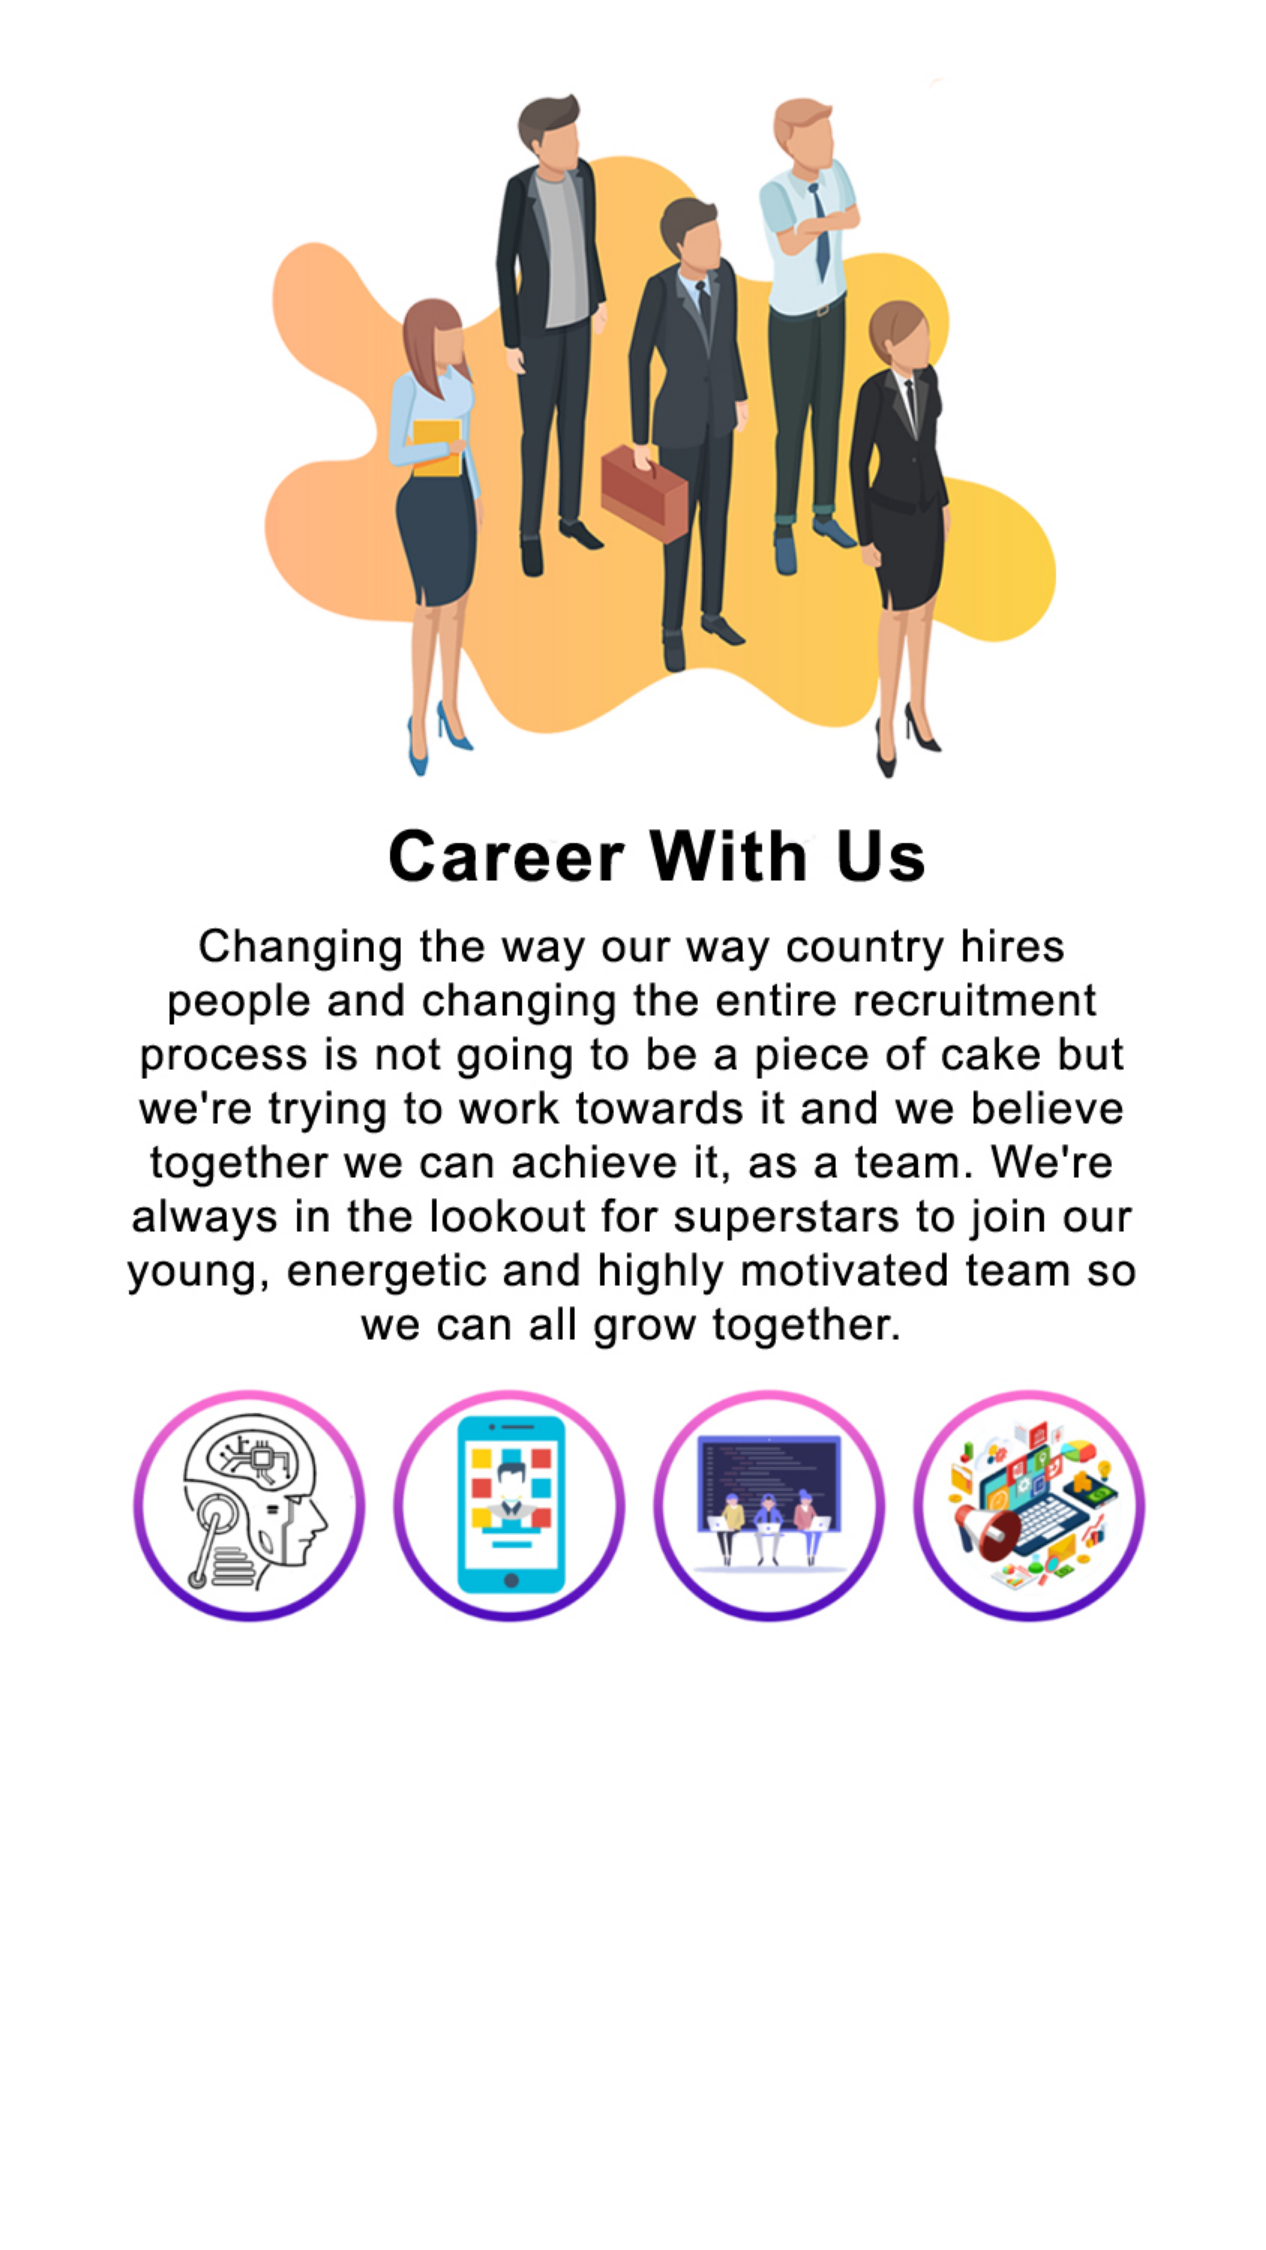 Career With Us
Changing the way our way country hires
people and changing the entire recruitment
process is not going to be a piece of cake but
we're trying to work towards it and we believe
together we can achieve it, as a team. We're
always in the lookout for superstars to join our
young, energetic and highly motivated team so
we can all grow together.